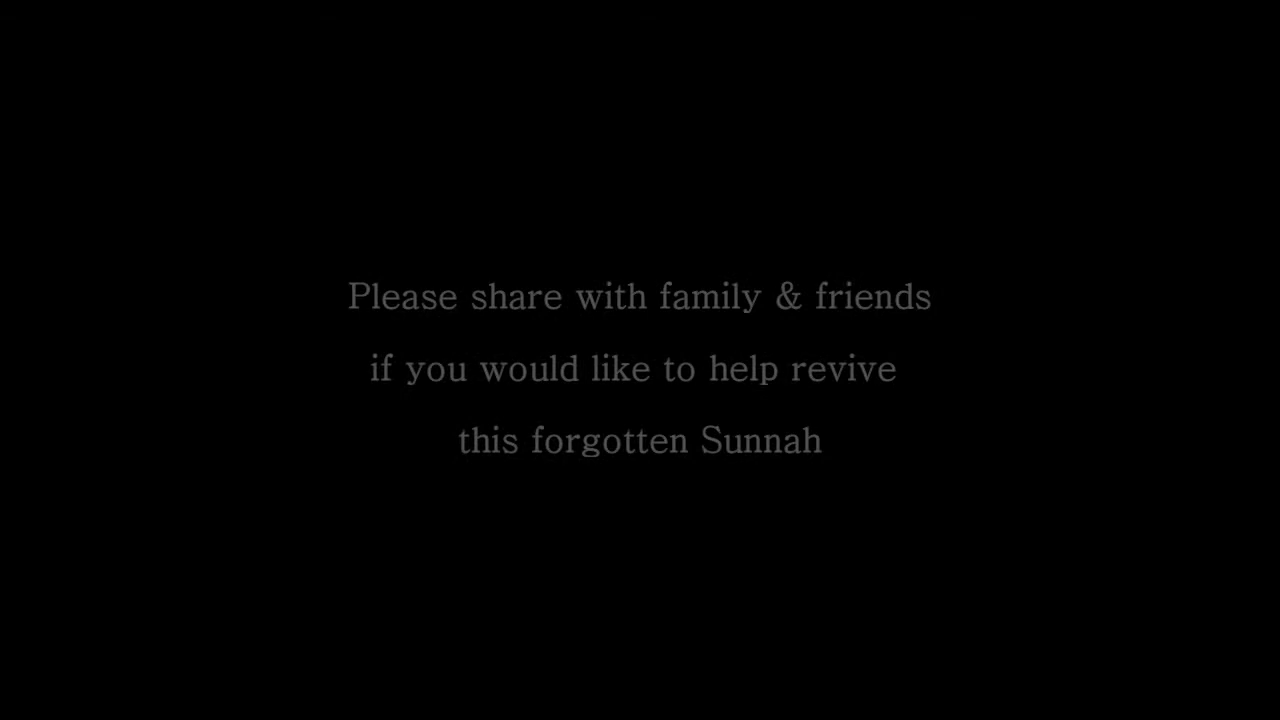 Please share with family & friends
if you would like to help revive
this forgotten Sunnah